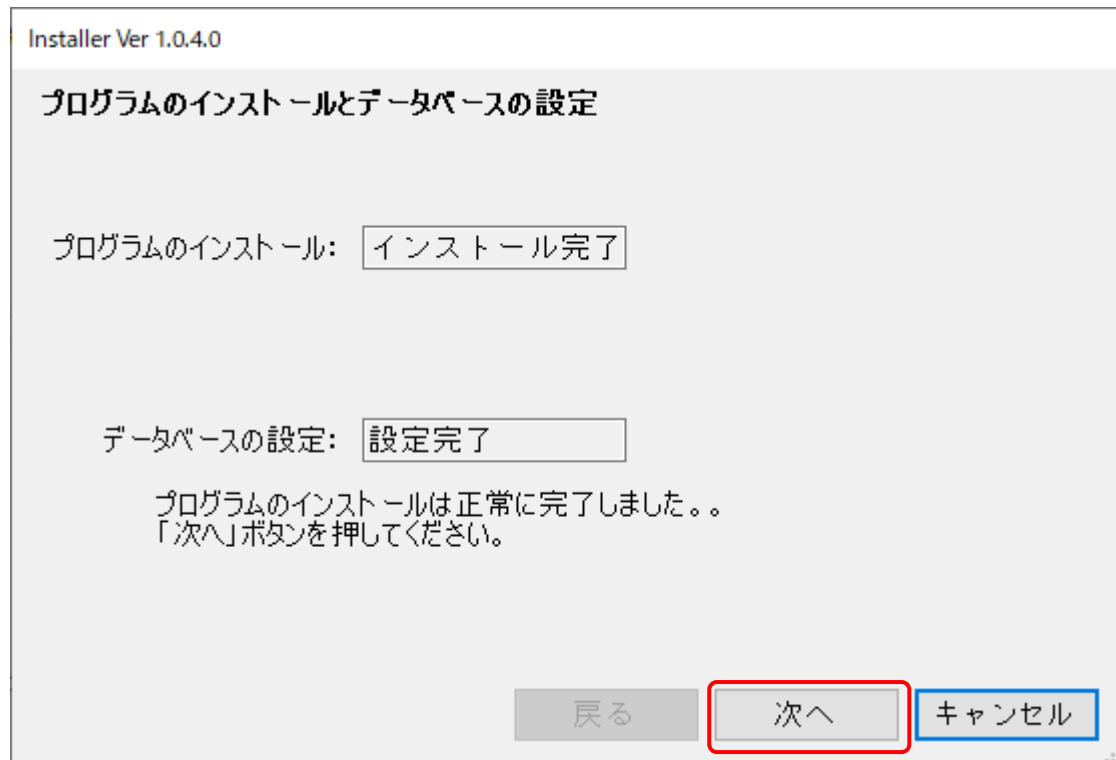 Installer Ver 1.0.4.0
プログラムのインストールとデータベースの設定
プログラムのインストール: インストール完了
データベースの設定: 設定完了
プログラムのインストールは正常に完了しました。。
「次へ」ボタンを押してください。
戻る 次へ キャンセル